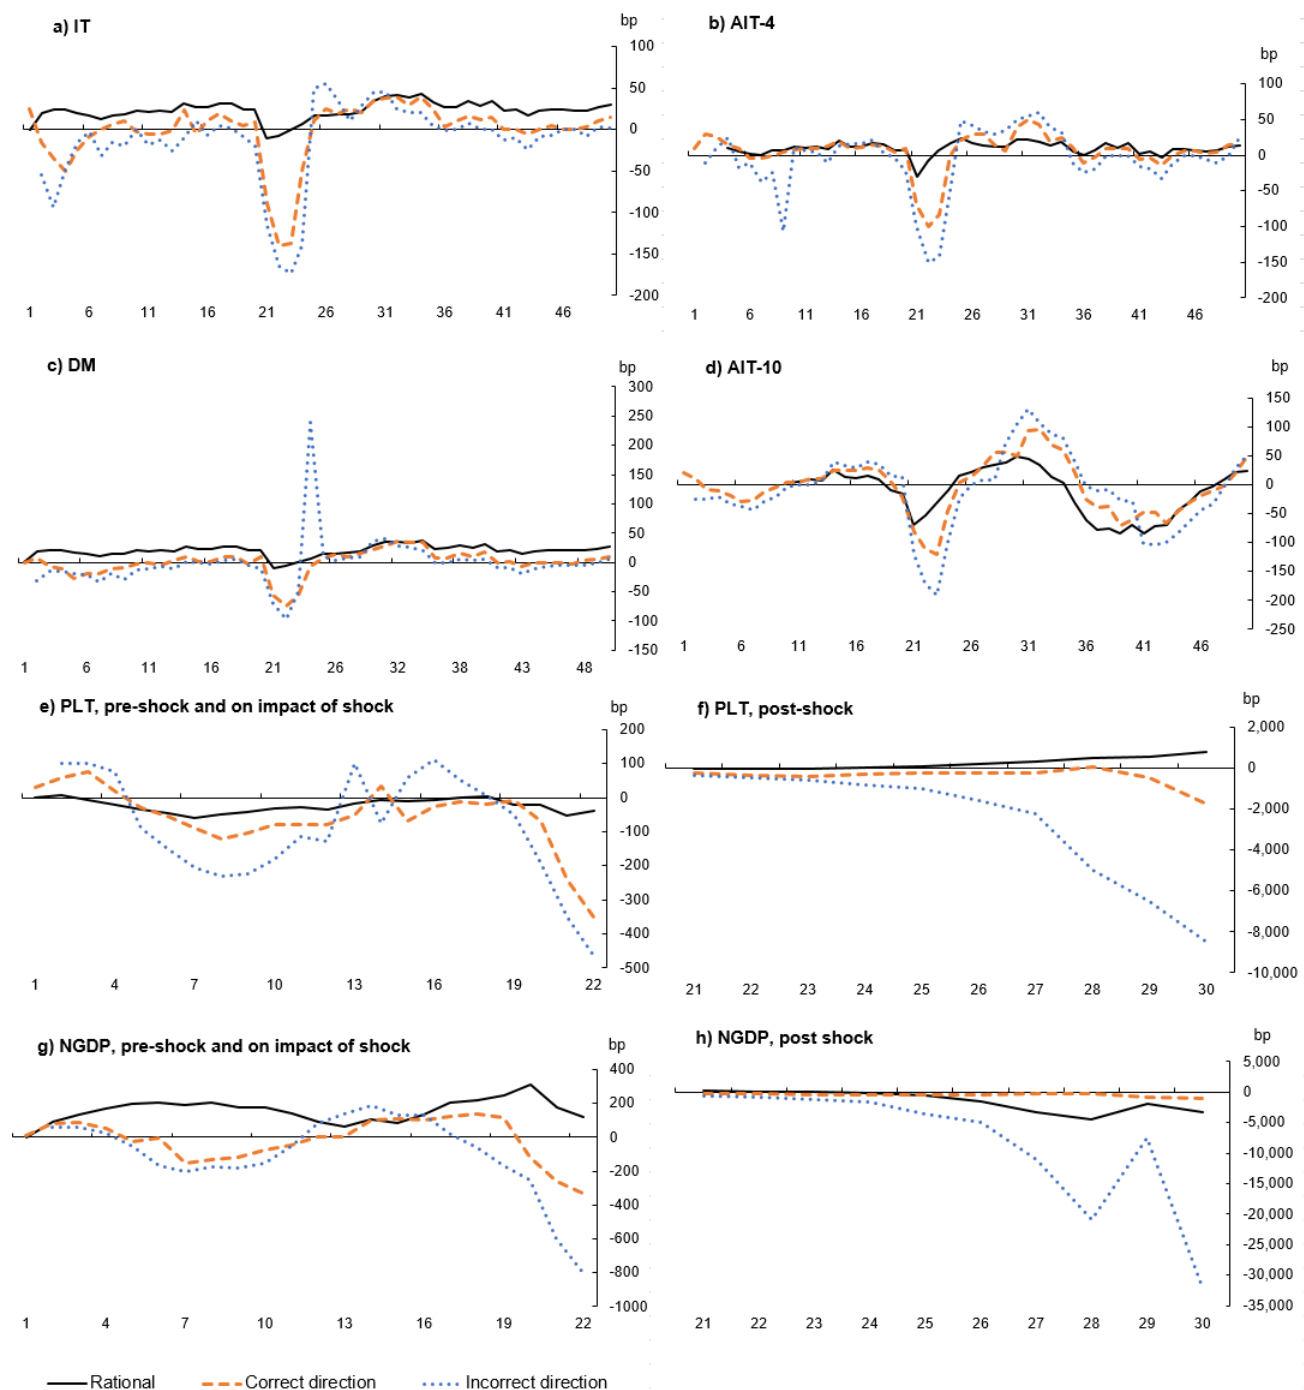 a) IT
bp
100
50
0
-50
-100
-150
-200
1 6 11 16 21 26 31 36 41 46
b) AIT-4
bp
100
50
0
-50
-100
-150
-200
1 6 11 16 21 26 31 36 41 46
c) DM
bp
300
250
200
150
100
50
0
-50
-100
-150
1 6 11 16 21 26 32 38 43 48
d) AIT-10
bp
150
100
50
0
-50
-100
-150
-200
-250
1 6 11 16 21 26 31 36 41 46
e) PLT, pre-shock and on impact of shock
bp
200
100
0
-100
-200
-300
-400
-500
1 4 7 10 13 16 19 22
f) PLT, post-shock
bp
2,000
0
-2,000
-4,000
-6,000
-8,000
-10,000
21 22 23 24 25 26 27 28 29 30
g) NGDP, pre-shock and on impact of shock
bp
400
200
0
-200
-400
-600
-800
-1000
1 4 7 10 13 16 19 22
h) NGDP, post shock
bp
5,000
0
-5,000
-10,000
-15,000
-20,000
-25,000
-30,000
-35,000
21 22 23 24 25 26 27 28 29 30
Rational Correct direction Incorrect direction